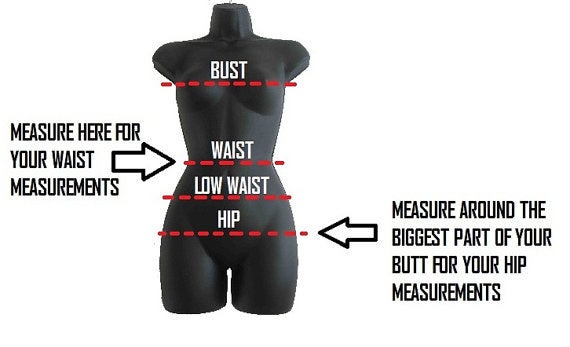 BUST
MEASURE HERE FOR
YOUR WAIST
MEASUREMENTS
WAIST
LOW WAIST
HIP
MEASURE AROUND THE
BIGGEST PART OF YOUR
BUTT FOR YOUR HIP
MEASUREMENTS